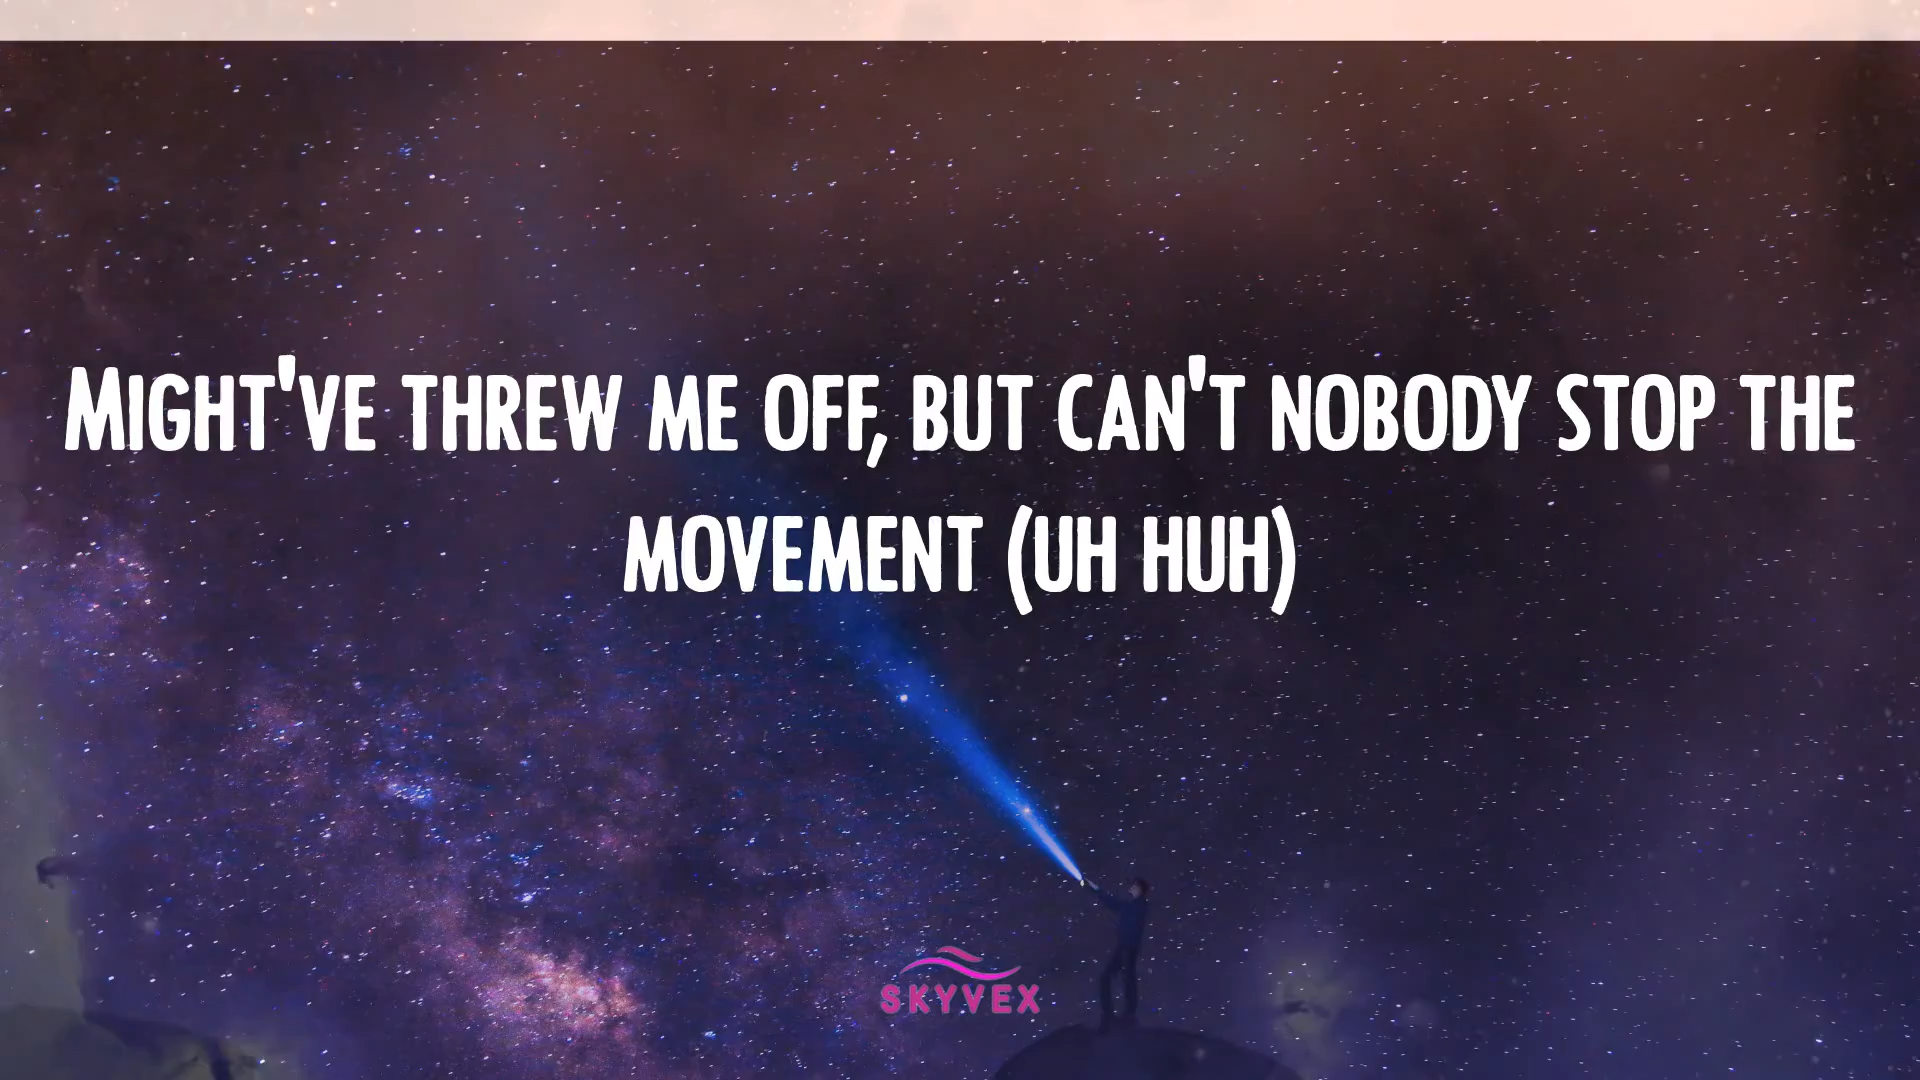 Might've threw me off, but can't nobody stop the
movement (uh huh)
SKYVEX